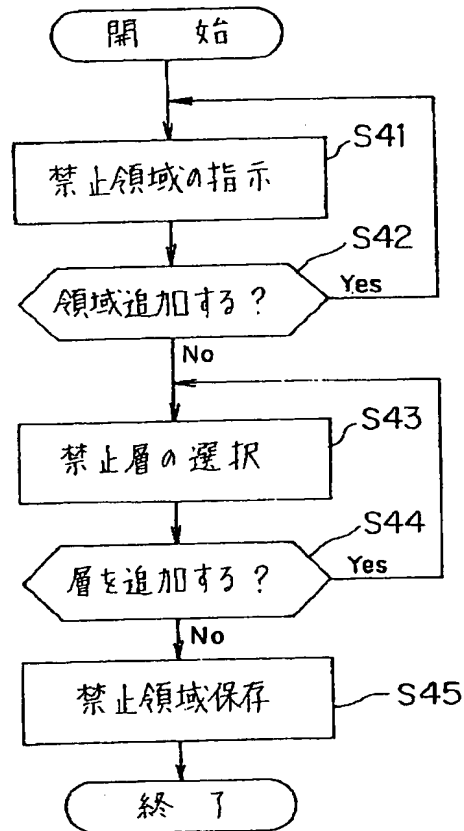 開 始
S41
禁止領域の指示
S42
領域追加する?
Yes
No
S43
禁止層の選択
S44
層を追加する?
Yes
No
禁止領域保存
S45
終 了